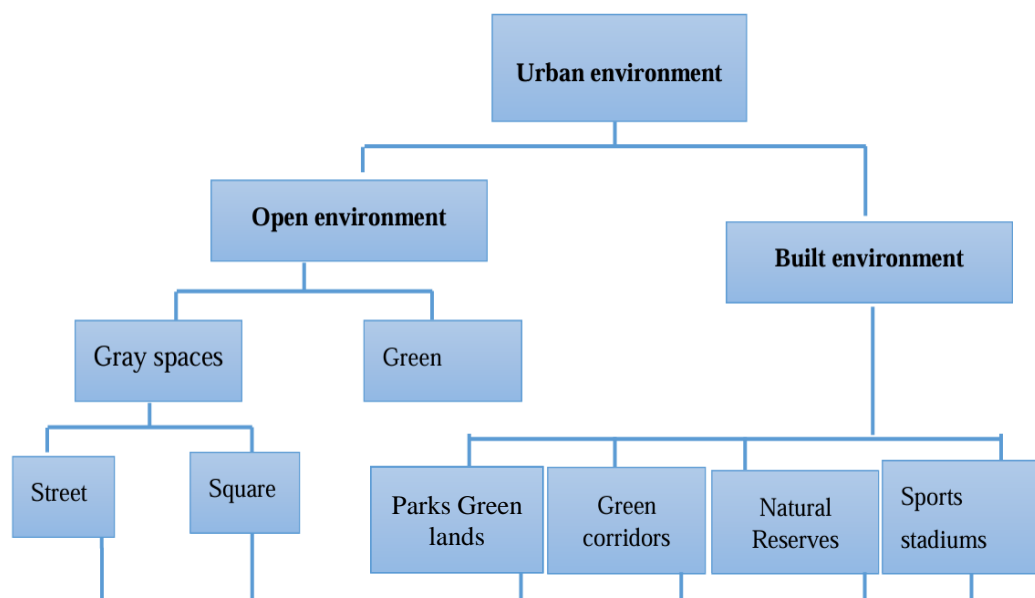 Urban environment
Open environment
Built environment
Gray spaces
Green
Street
Square
Parks Green
lands
Green
corridors
Natural
Reserves
Sports
stadiums